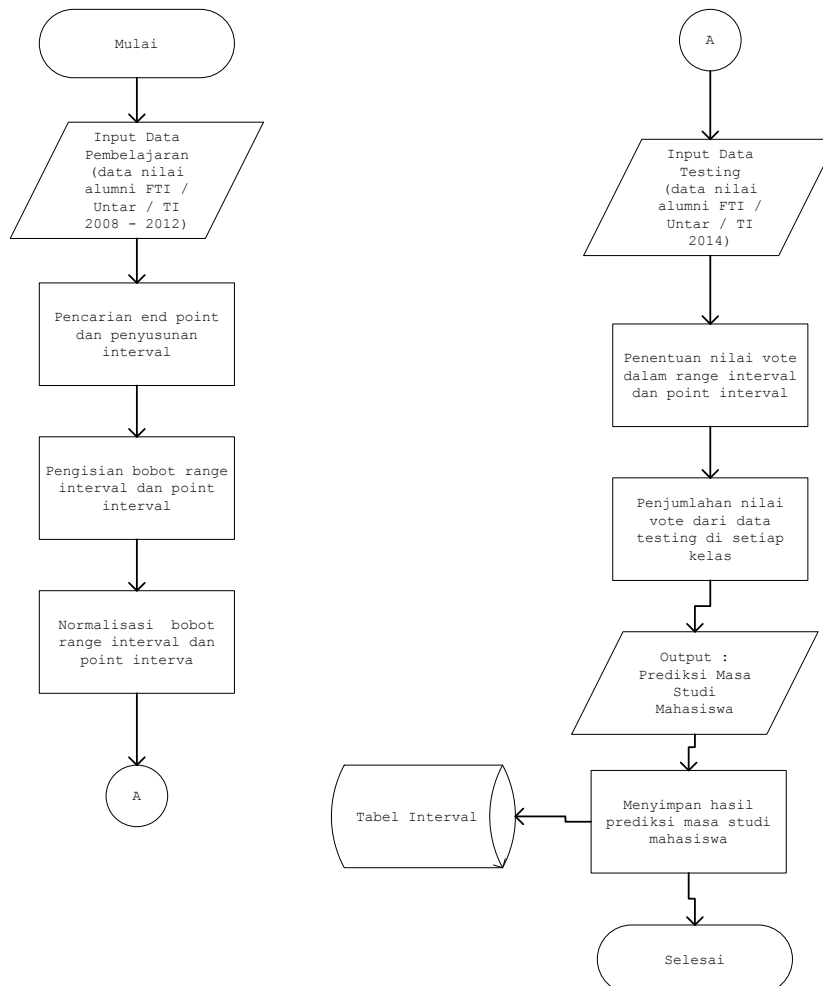 Mulai
Input Data
Pembelajaran
(data nilai
alumni FTI /
Untar / TI
2008 - 2012)
Pencarian end point
dan penyusunan
interval
Pengisian bobot range
interval dan point
interval
Normalisasi bobot
range interval dan
point interva
A
A
Input Data
Testing
(data nilai
alumni FTI /
Untar / TI
2014)
Penentuan nilai vote
dalam range interval
dan point interval
Penjumlahan nilai
vote dari data
testing di setiap
kelas
Output :
Prediksi Masa
Studi
Mahasiswa
Menyimpan hasil
prediksi masa studi
mahasiswa
Tabel Interval
Selesai